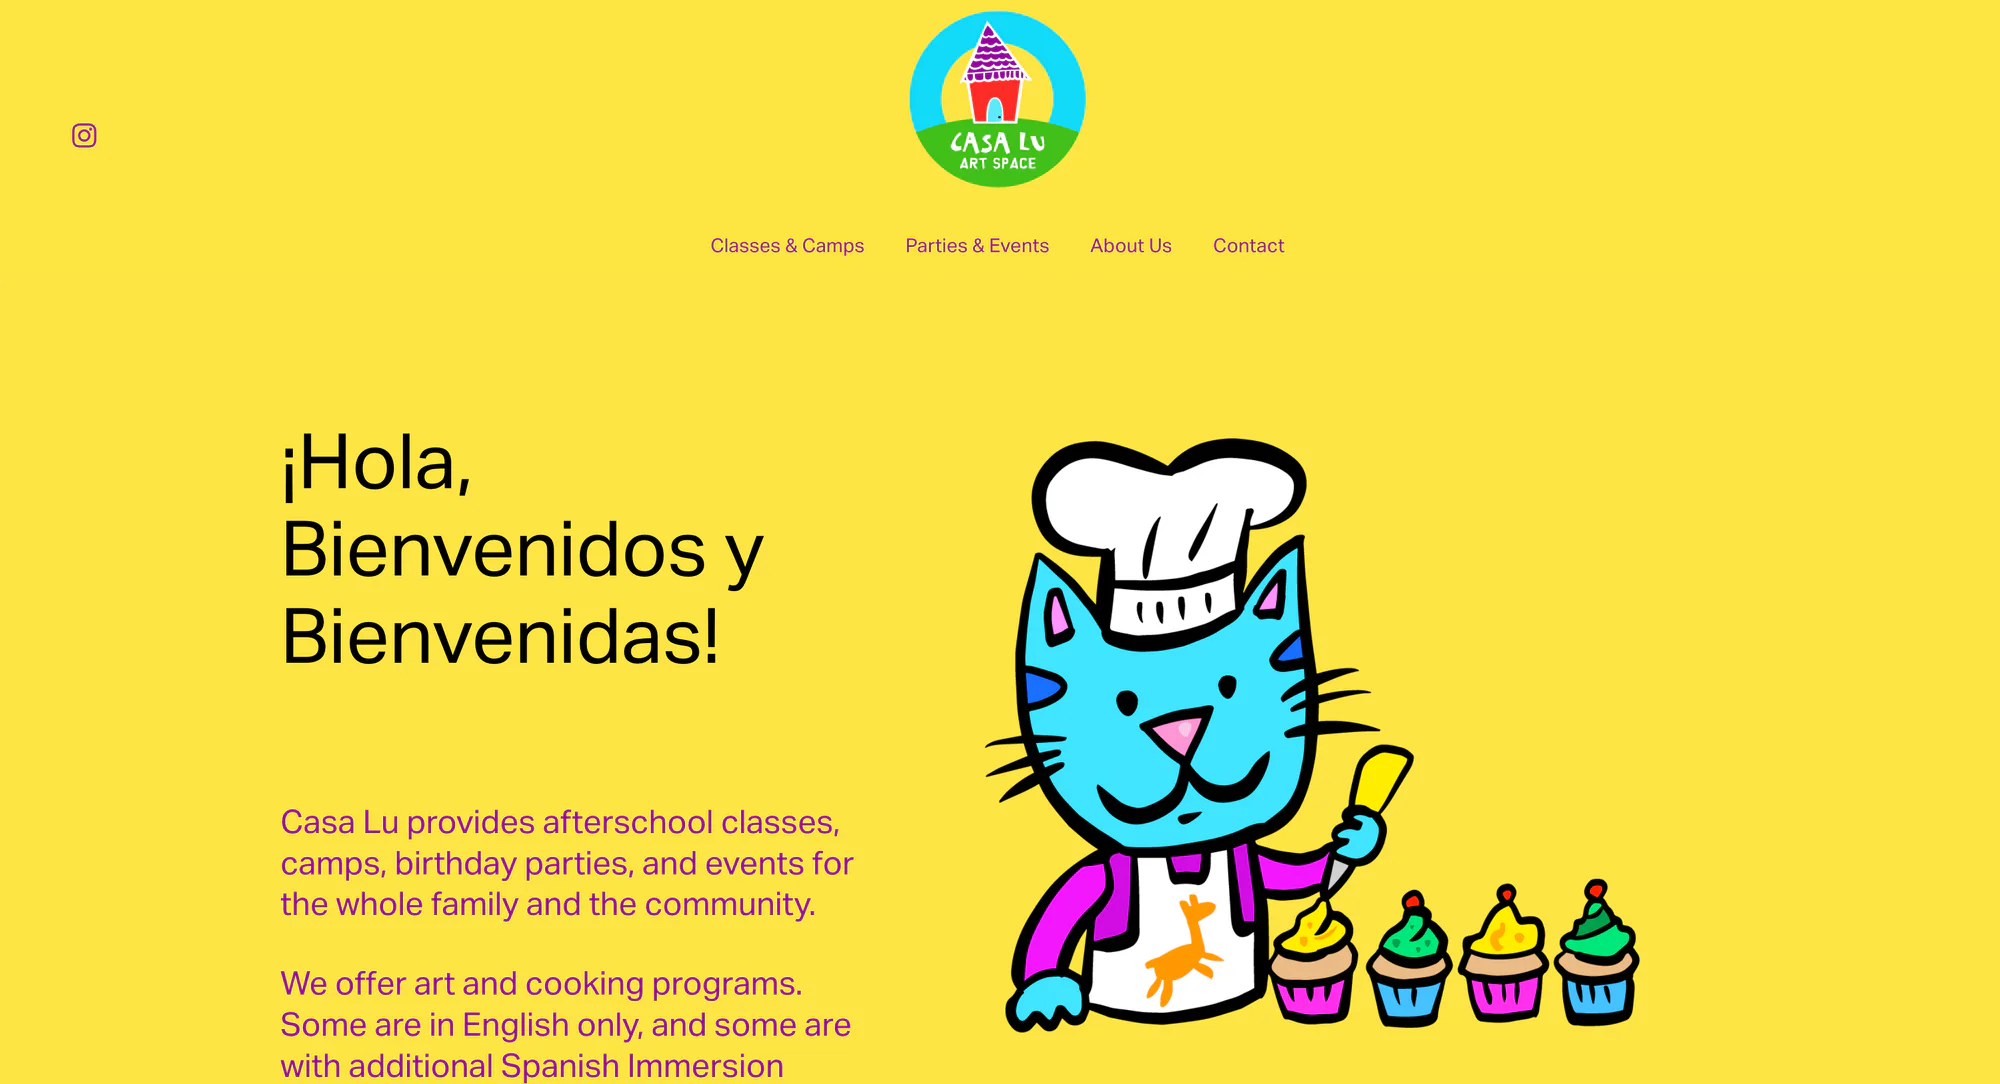 CASA LU
ART SPACE
Classes & Camps Parties & Events About Us Contact
¡Hola,
Bienvenidos y
Bienvenidas!
Casa Lu provides afterschool classes,
camps, birthday parties, and events for
the whole family and the community.
We offer art and cooking programs.
Some are in English only, and some are
with additional Spanish Immersion